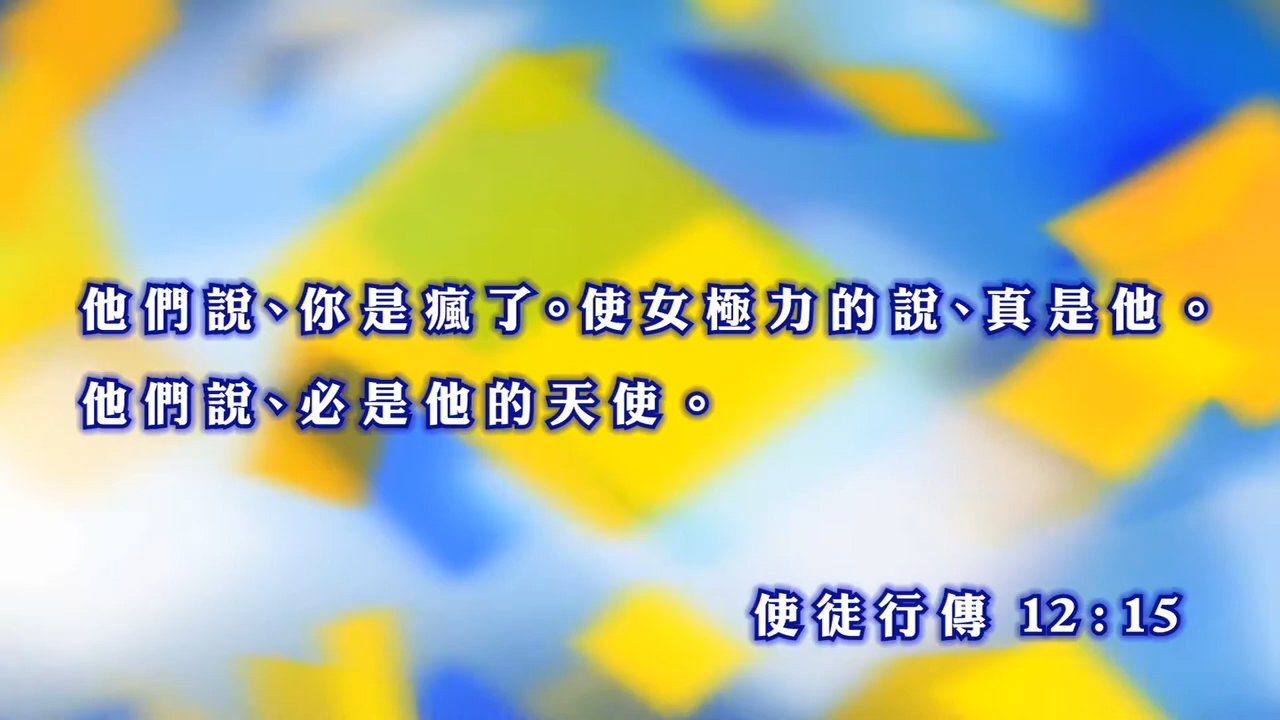 他們說、你是瘋了。使女極力的說、真是他。
他們說、必是他的天使。
使徒行傳 12:15